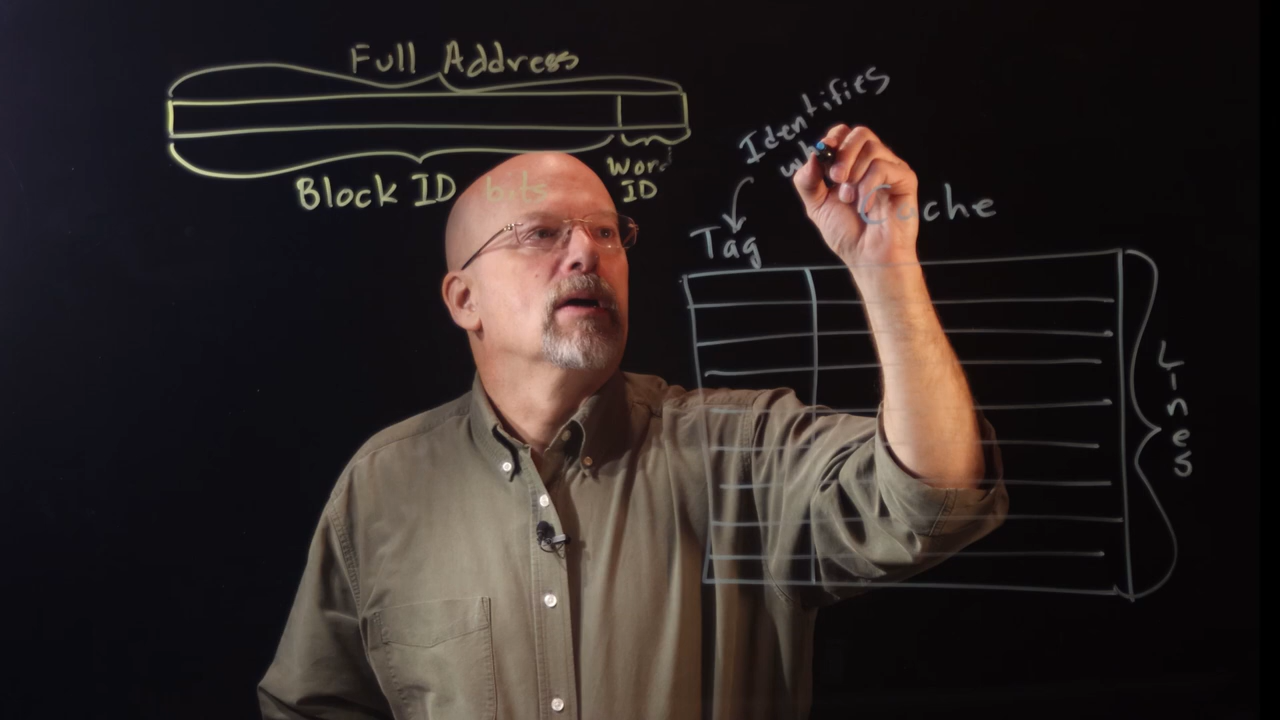 Full Address
Block ID bits
Word
ID
Identifies
Tag
Cache
Lines